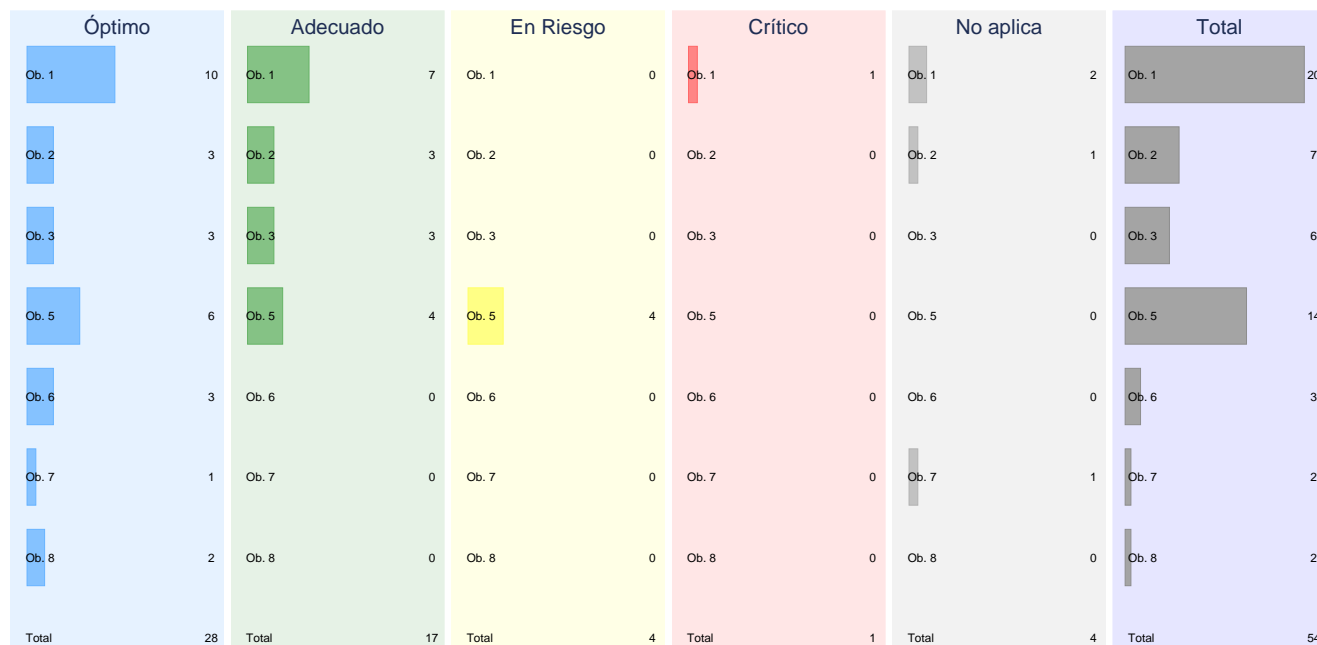 Óptimo Adecuado En Riesgo Crítico No aplica Total
Ob. 1 10 Ob. 1 7 Ob. 1 0 Ob. 1 1 Ob. 1 2 Ob. 1 20
Ob. 2 3 Ob. 2 3 Ob. 2 0 Ob. 2 0 Ob. 2 1 Ob. 2 7
Ob. 3 3 Ob. 3 3 Ob. 3 0 Ob. 3 0 Ob. 3 0 Ob. 3 6
Ob. 5 6 Ob. 5 4 Ob. 5 4 Ob. 5 0 Ob. 5 0 Ob. 5 14
Ob. 6 3 Ob. 6 0 Ob. 6 0 Ob. 6 0 Ob. 6 0 Ob. 6 3
Ob. 7 1 Ob. 7 0 Ob. 7 0 Ob. 7 0 Ob. 7 1 Ob. 7 2
Ob. 8 2 Ob. 8 0 Ob. 8 0 Ob. 8 0 Ob. 8 0 Ob. 8 2
Total 28 Total 17 Total 4 Total 1 Total 4 Total 54